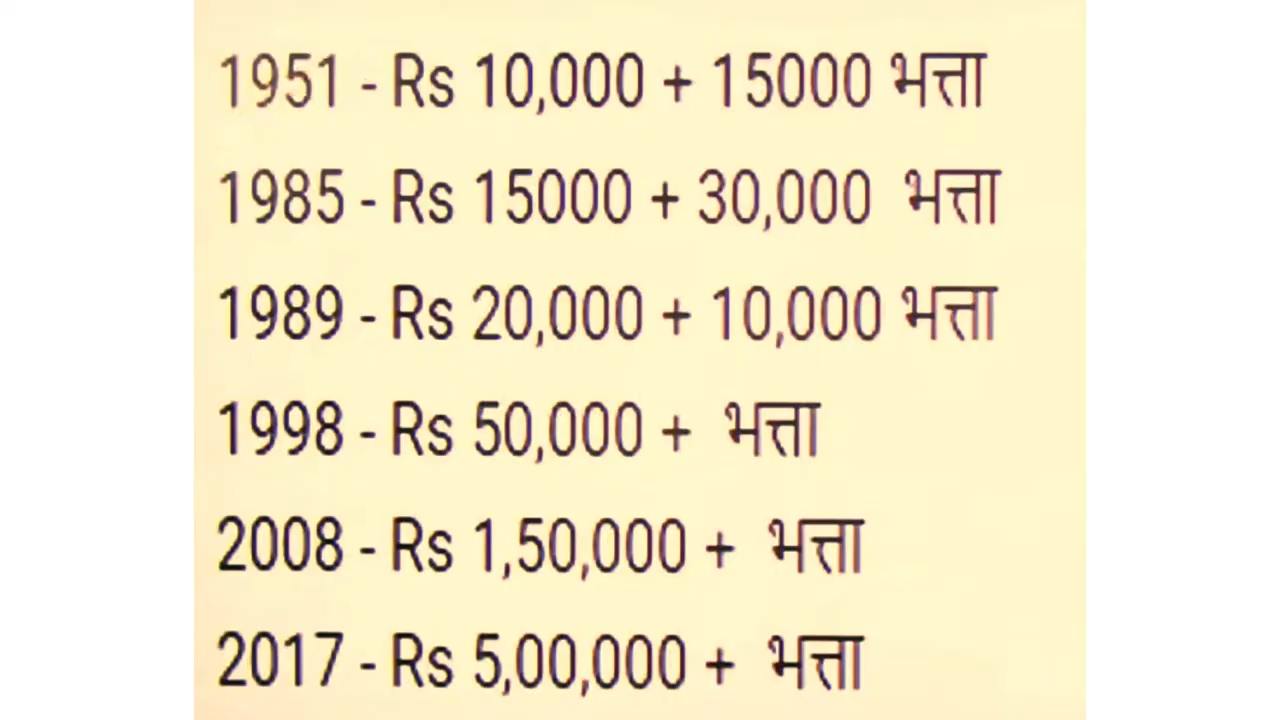 1951 - Rs 10,000 + 15000 भत्ता
1985 - Rs 15000 + 30,000 भत्ता
1989 - Rs 20,000 + 10,000 भत्ता
1998 - Rs 50,000 + भत्ता
2008 - Rs 1,50,000 + भत्ता
2017 - Rs 5,00,000 + भत्ता